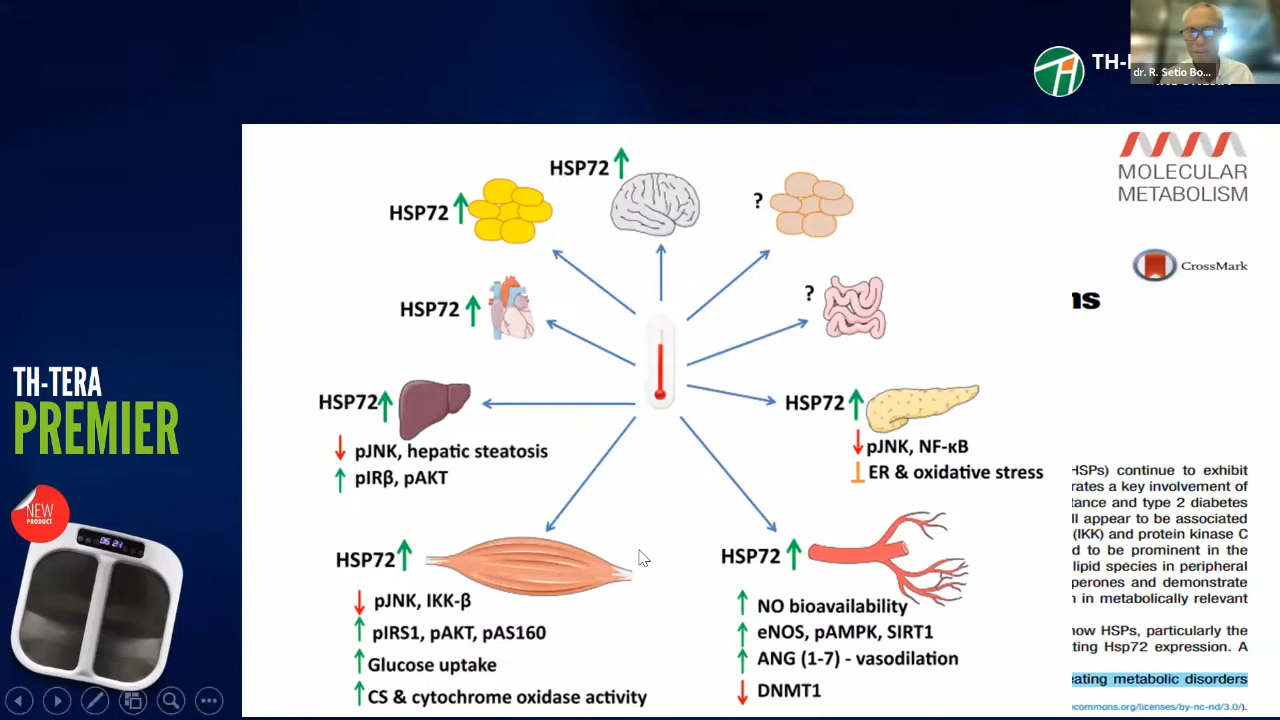 TH-
dr. R. Setio Bo...
MOLECULAR
METABOLISM
CrossMark
ns
HSP72
HSP72
?
HSP72
?
HSP72
pJNK, hepatic steatosis
pIRβ, pAKT
HSP72
pJNK, NF-κB
ER & oxidative stress
HSP72
pJNK, IKK-β
pIRS1, pAKT, pAS160
Glucose uptake
CS & cytochrome oxidase activity
HSP72
NO bioavailability
eNOS, pAMPK, SIRT1
ANG (1-7) - vasodilation
DNMT1
TH-TERA
PREMIER
NEW
PRODUCT
05:21
HSPs) continue to exhibit
rates a key involvement of
tance and type 2 diabetes
ll appear to be associated
(IKK) and protein kinase C
d to be prominent in the
lipid species in peripheral
perones and demonstrate
n in metabolically relevant
now HSPs, particularly the
ting Hsp72 expression. A
eating metabolic disorders
commons.org/licenses/by-nc-nd/3.0/).